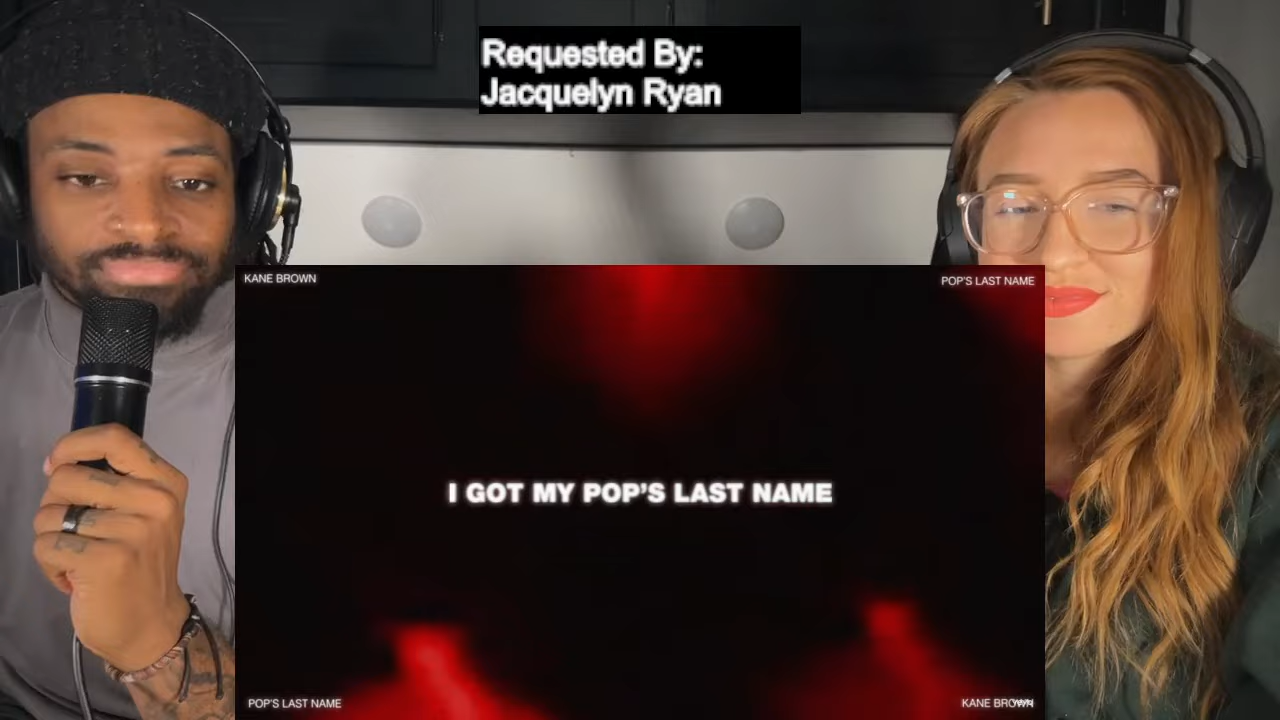 Requested By:
Jacquelyn Ryan
KANE BROWN
POP'S LAST NAME
I GOT MY POP'S LAST NAME
POP'S LAST NAME
KANE BROWN